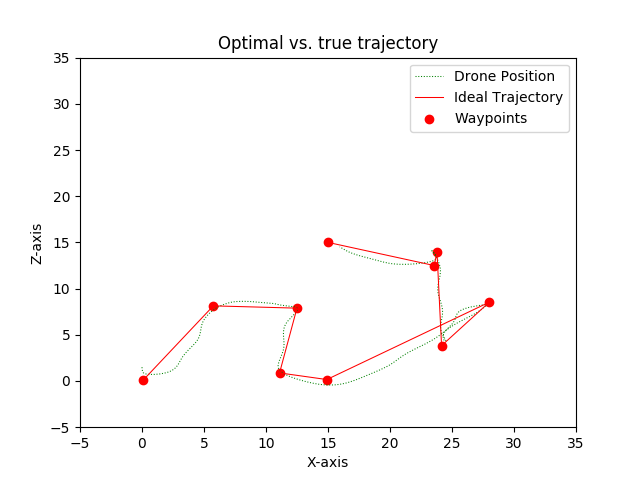 Optimal vs. true trajectory
Drone Position
Ideal Trajectory
Waypoints
35
30
25
20
15
10
5
0
−5
Z-axis
−5 0 5 10 15 20 25 30 35
X-axis